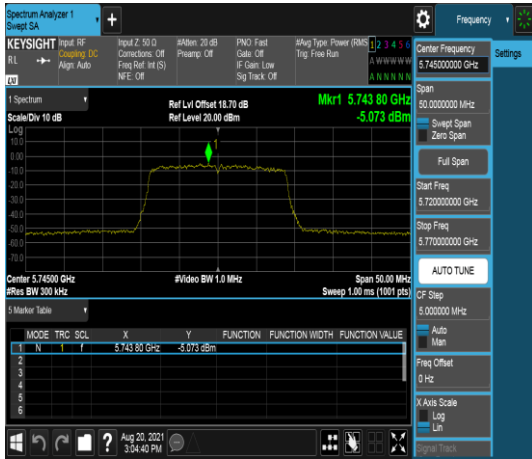 Spectrum Analyzer 1
Swept SA
+
Frequency
KEYSIGHT
RL
LXI
Input: RF
Coupling: DC
Align: Auto
Input Z: 50 Ω
Corrections: Off
Freq Ref: Int (S)
NFE: Off
#Atten: 20 dB
Preamp: Off
PNO: Fast
Gate: Off
IF Gain: Low
Sig Track: Off
#Avg Type: Power (RMS
Trig: Free Run
1 2 3 4 5 6
A W W W W W
A N N N N N
1 Spectrum
Scale/Div 10 dB
Log
Ref Lvl Offset 18.70 dB
Ref Level 20.00 dBm
Mkr1 5.743 80 GHz
-5.073 dBm
1
10.0
0.00
-10.0
-20.0
-30.0
-40.0
-50.0
-60.0
-70.0
Center 5.74500 GHz
#Res BW 300 kHz
#Video BW 1.0 MHz
Span 50.00 MHz
Sweep 1.00 ms (1001 pts)
5 Marker Table
MODE TRC SCL X Y FUNCTION FUNCTION WIDTH FUNCTION VALUE
1 N 1 f 5.743 80 GHz -5.073 dBm
2
3
4
5
6
Aug 20, 2021
3:04:40 PM
?
Settings
Center Frequency
5.745000000 GHz
Span
50.0000000 MHz
Swept Span
Zero Span
Full Span
Start Freq
5.720000000 GHz
Stop Freq
5.770000000 GHz
AUTO TUNE
CF Step
5.000000 MHz
Auto
Man
Freq Offset
0 Hz
X Axis Scale
Log
Lin
Signal Track